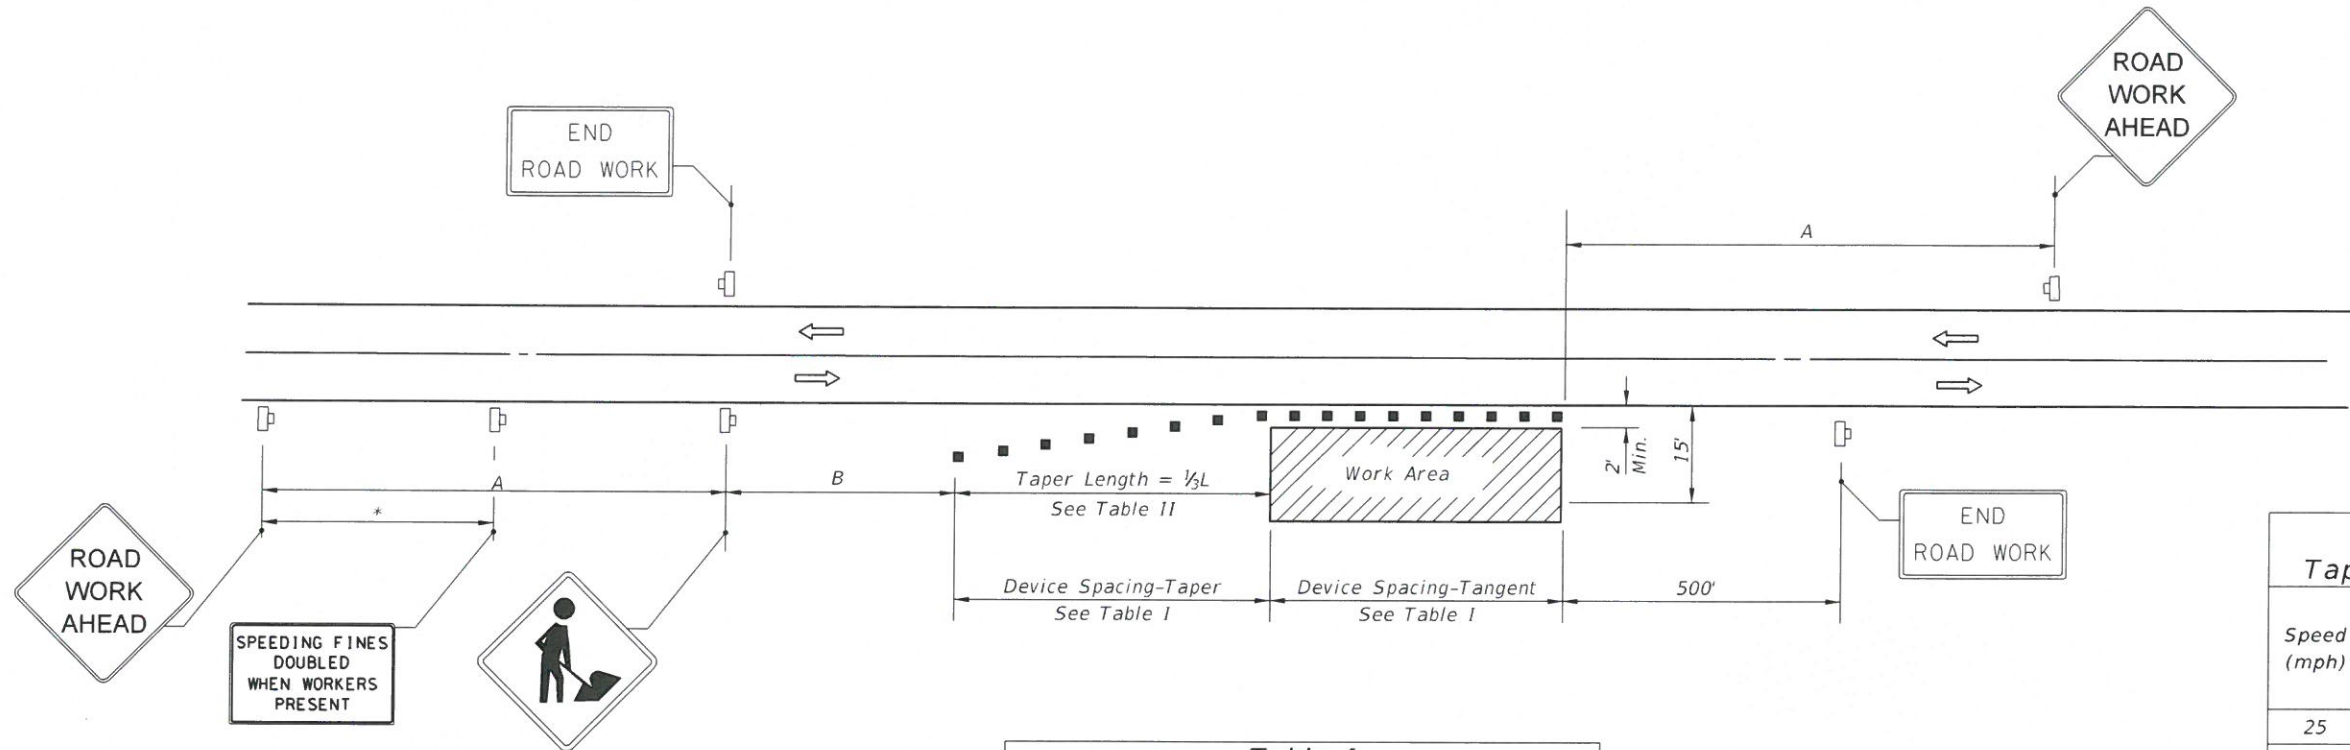 ROAD
WORK
AHEAD
END
ROAD WORK
A
A
B
*
Taper Length = ⅓L
See Table II
Work Area
2'
Min.
15'
Device Spacing-Taper
See Table I
Device Spacing-Tangent
See Table I
500'
END
ROAD WORK
ROAD
WORK
AHEAD
SPEEDING FINES
DOUBLED
WHEN WORKERS
PRESENT
Tap
Speed
(mph)
25